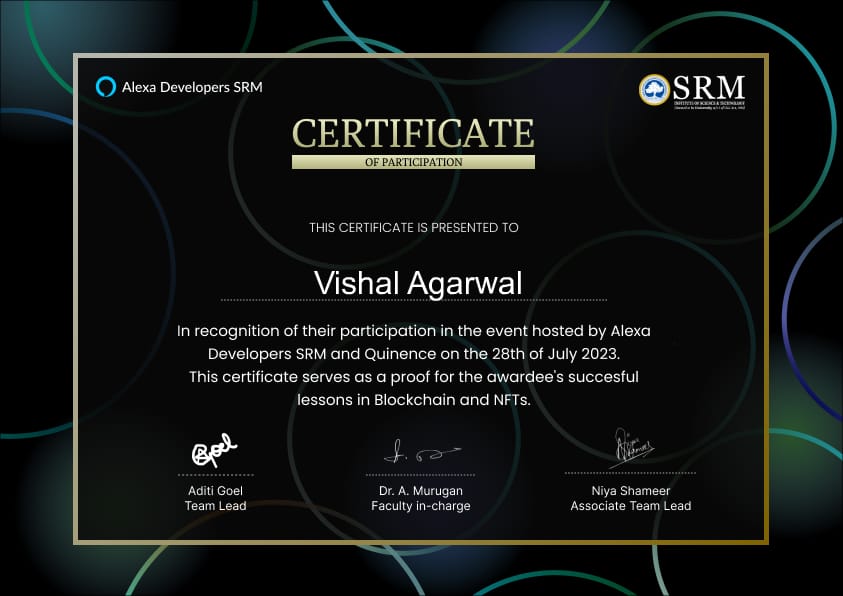 Alexa Developers SRM
SRM
INSTITUTE OF SCIENCE & TECHNOLOGY
CERTIFICATE
OF PARTICIPATION
THIS CERTIFICATE IS PRESENTED TO
Vishal Agarwal
In recognition of their participation in the event hosted by Alexa
Developers SRM and Quinence on the 28th of July 2023.
This certificate serves as a proof for the awardee's succesful
lessons in Blockchain and NFTs.
Goel
Aditi Goel
Team Lead
Dr. A. Murugan
Faculty in-charge
Niya Shameer
Associate Team Lead